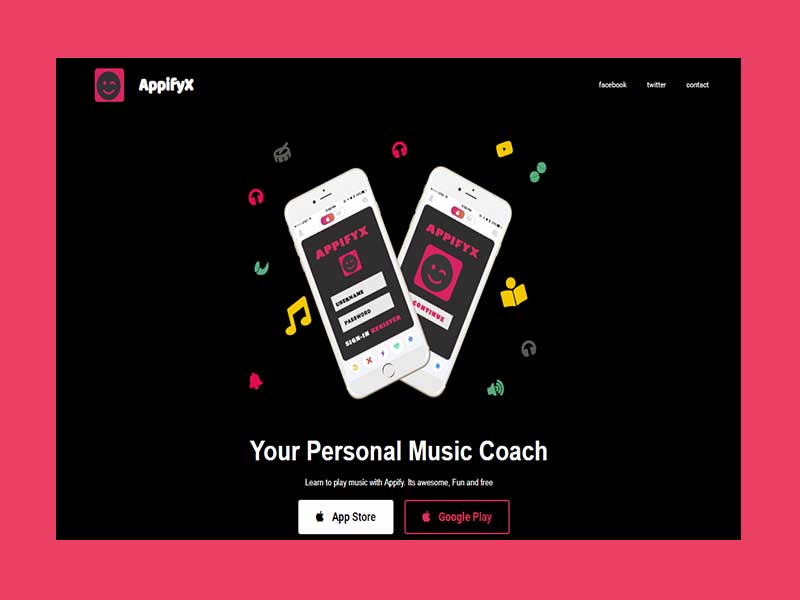 AppifyX
facebook
twitter
contact
APPIFYX
USERNAME
PASSWORD
SIGN-IN REGISTER
APPIFYX
CONTINUE
Your Personal Music Coach
Learn to play music with Appify. Its awesome, Fun and free
App Store
Google Play